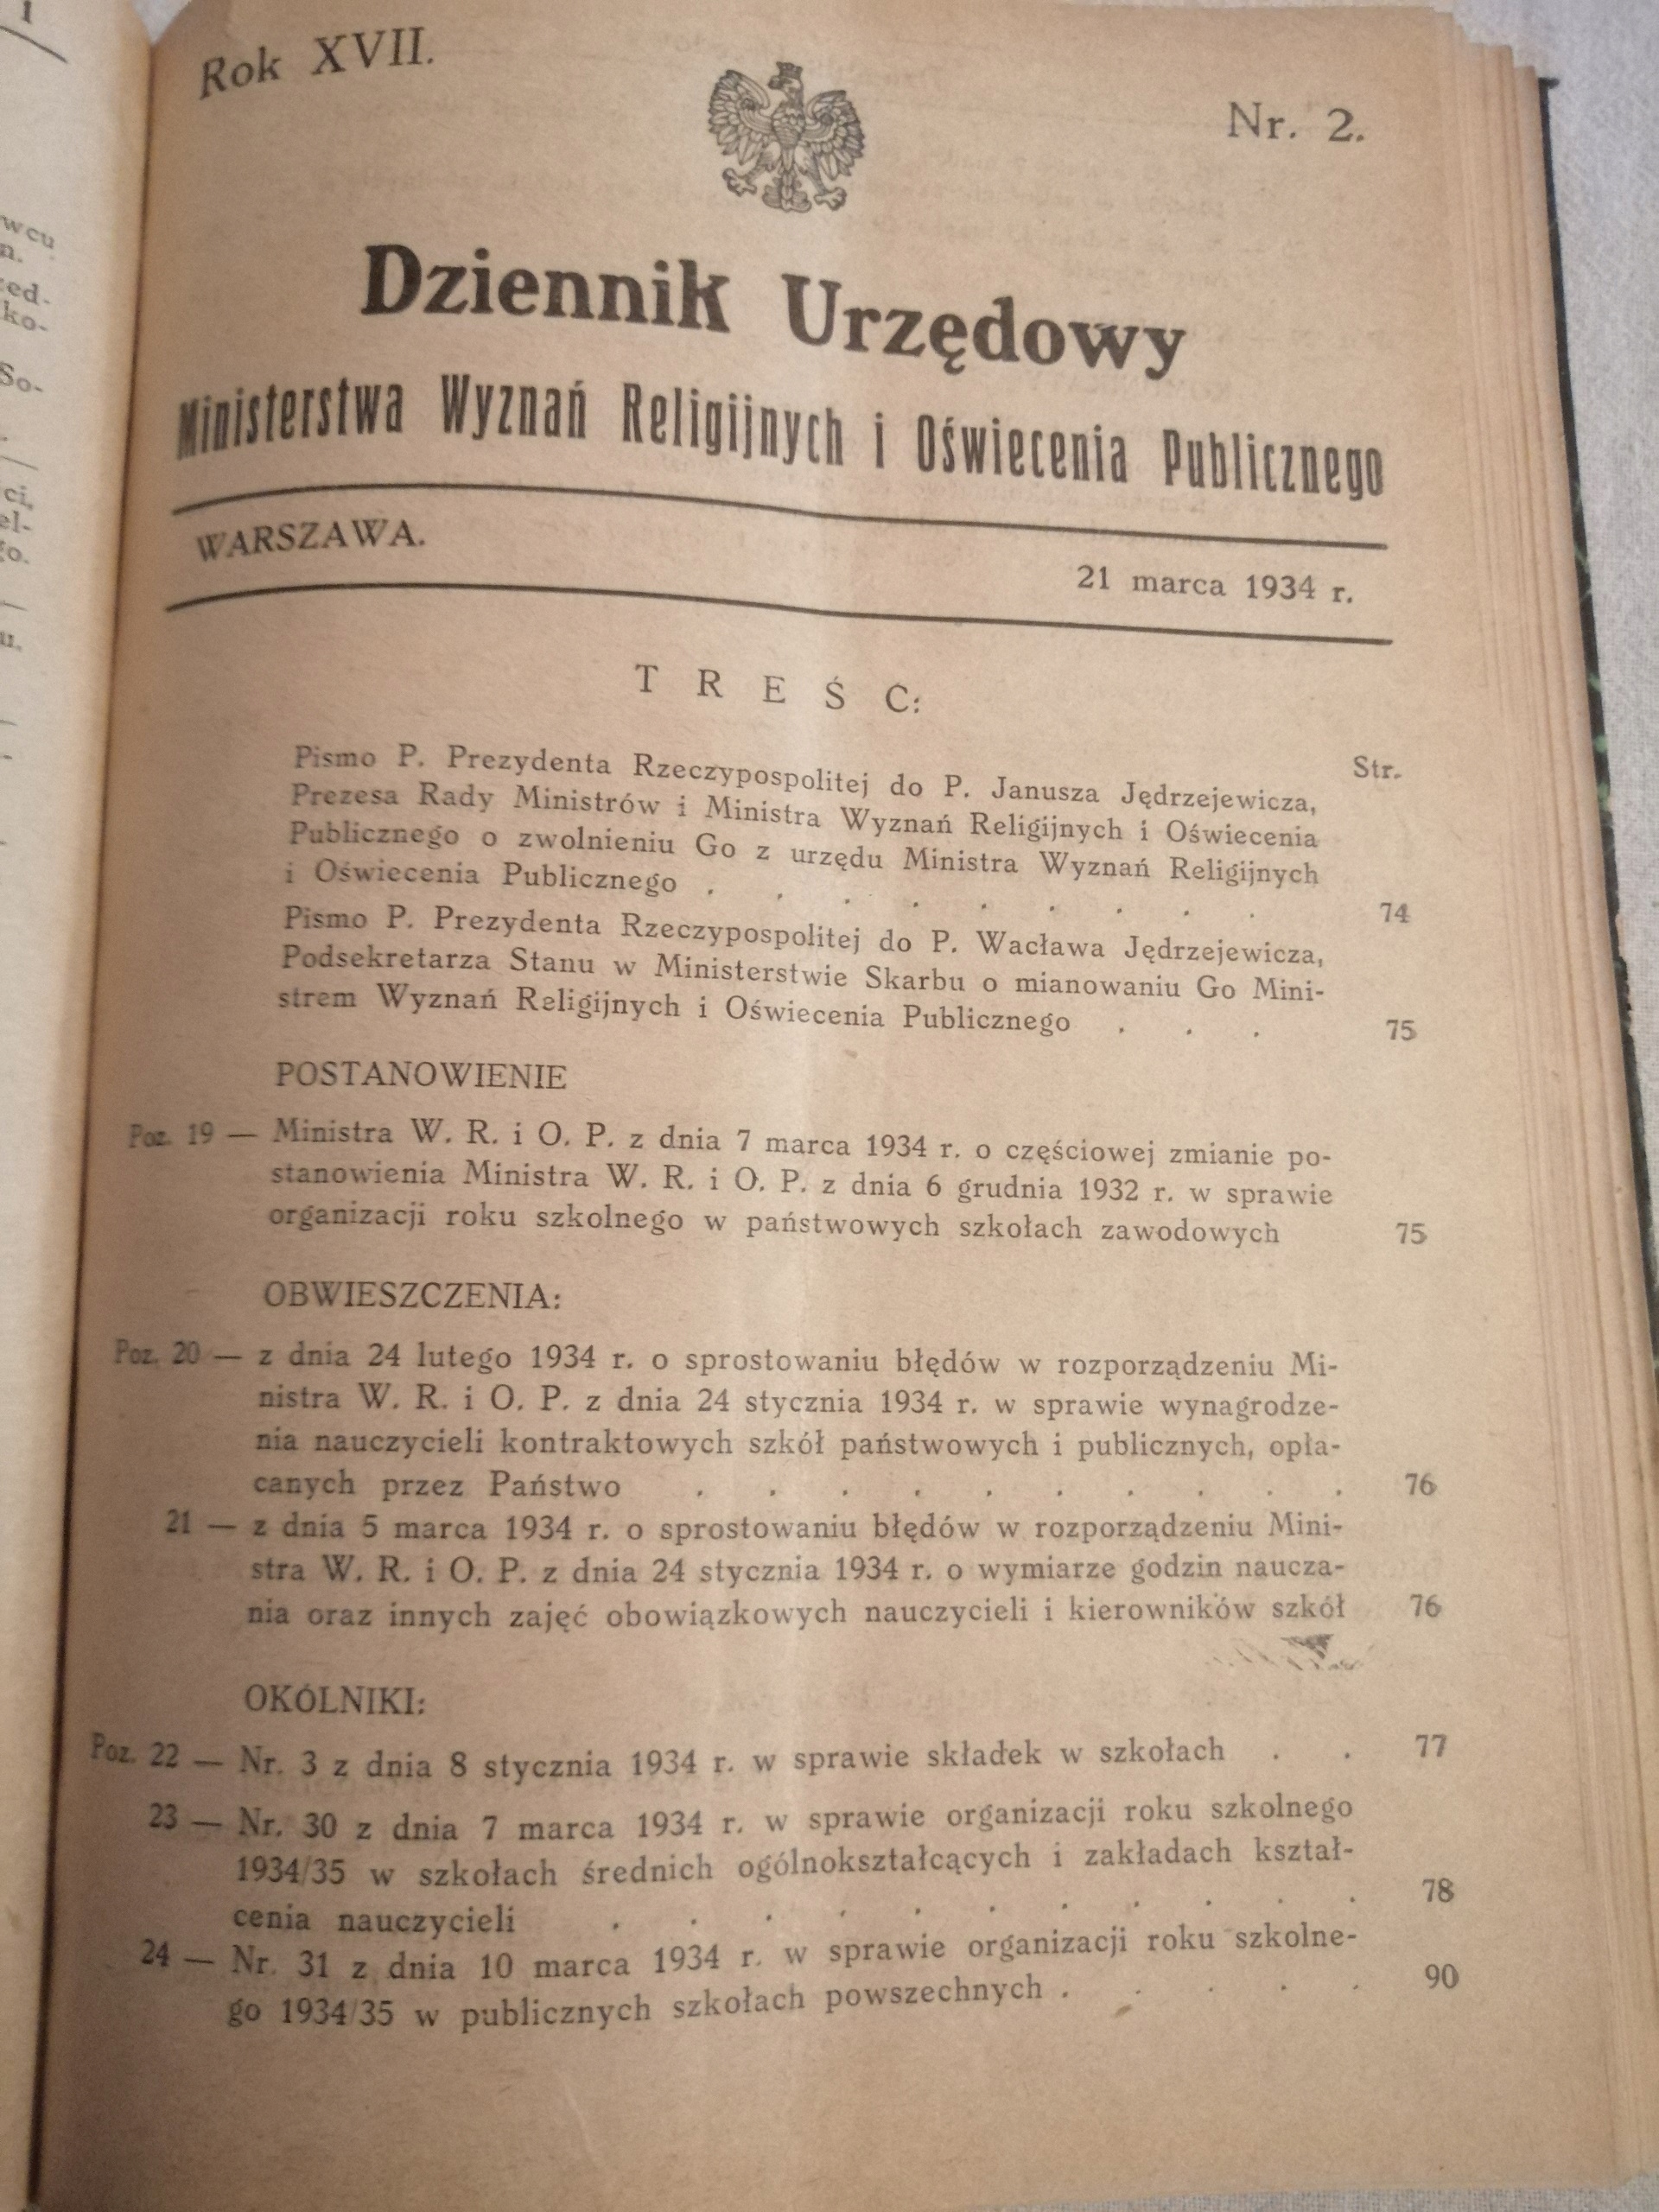 1
wcu
n.
ed-
ko-
So-
ci,
el-
go.
u.
Rok XVII.
Nr. 2.
Dziennik Urzędowy
Ministerstwa Wyznań Religijnych i Oświecenia Publicznego
WARSZAWA.
21 marca 1934 r.
TREŚĆ:
Str.
Pismo P. Prezydenta Rzeczypospolitej do P. Janusza Jędrzejewicza,
Prezesa Rady Ministrów i Ministra Wyznań Religijnych i Oświecenia
Publicznego o zwolnieniu Go z urzędu Ministra Wyznań Religijnych
i Oświecenia Publicznego . . . . . . . . . 74
Pismo P. Prezydenta Rzeczypospolitej do P. Wacława Jędrzejewicza,
Podsekretarza Stanu w Ministerstwie Skarbu o mianowaniu Go Mini-
strem Wyznań Religijnych i Oświecenia Publicznego . . . 75
POSTANOWIENIE
Poz. 19 — Ministra W. R. i O. P. z dnia 7 marca 1934 r. o częściowej zmianie po-
stanowienia Ministra W. R. i O. P. z dnia 6 grudnia 1932 r. w sprawie
organizacji roku szkolnego w państwowych szkołach zawodowych 75
OBWIESZCZENIA:
Poz. 20 — z dnia 24 lutego 1934 r. o sprostowaniu błędów w rozporządzeniu Mi-
nistra W. R. i O. P. z dnia 24 stycznia 1934 r. w sprawie wynagrodze-
nia nauczycieli kontraktowych szkół państwowych i publicznych, opła-
canych przez Państwo . . . . . . . . . . 76
21 — z dnia 5 marca 1934 r. o sprostowaniu błędów w rozporządzeniu Mini-
stra W. R. i O. P. z dnia 24 stycznia 1934 r. o wymiarze godzin naucza-
nia oraz innych zajęć obowiązkowych nauczycieli i kierowników szkół 76
OKÓLNIKI:
Poz. 22 — Nr. 3 z dnia 8 stycznia 1934 r. w sprawie składek w szkołach . . 77
23 — Nr. 30 z dnia 7 marca 1934 r. w sprawie organizacji roku szkolnego
1934/35 w szkołach średnich ogólnokształcących i zakładach kształ-
cenia nauczycieli . . . . . . . . . . . 78
24 — Nr. 31 z dnia 10 marca 1934 r. w sprawie organizacji roku szkolne-
go 1934/35 w publicznych szkołach powszechnych . . . . . 90